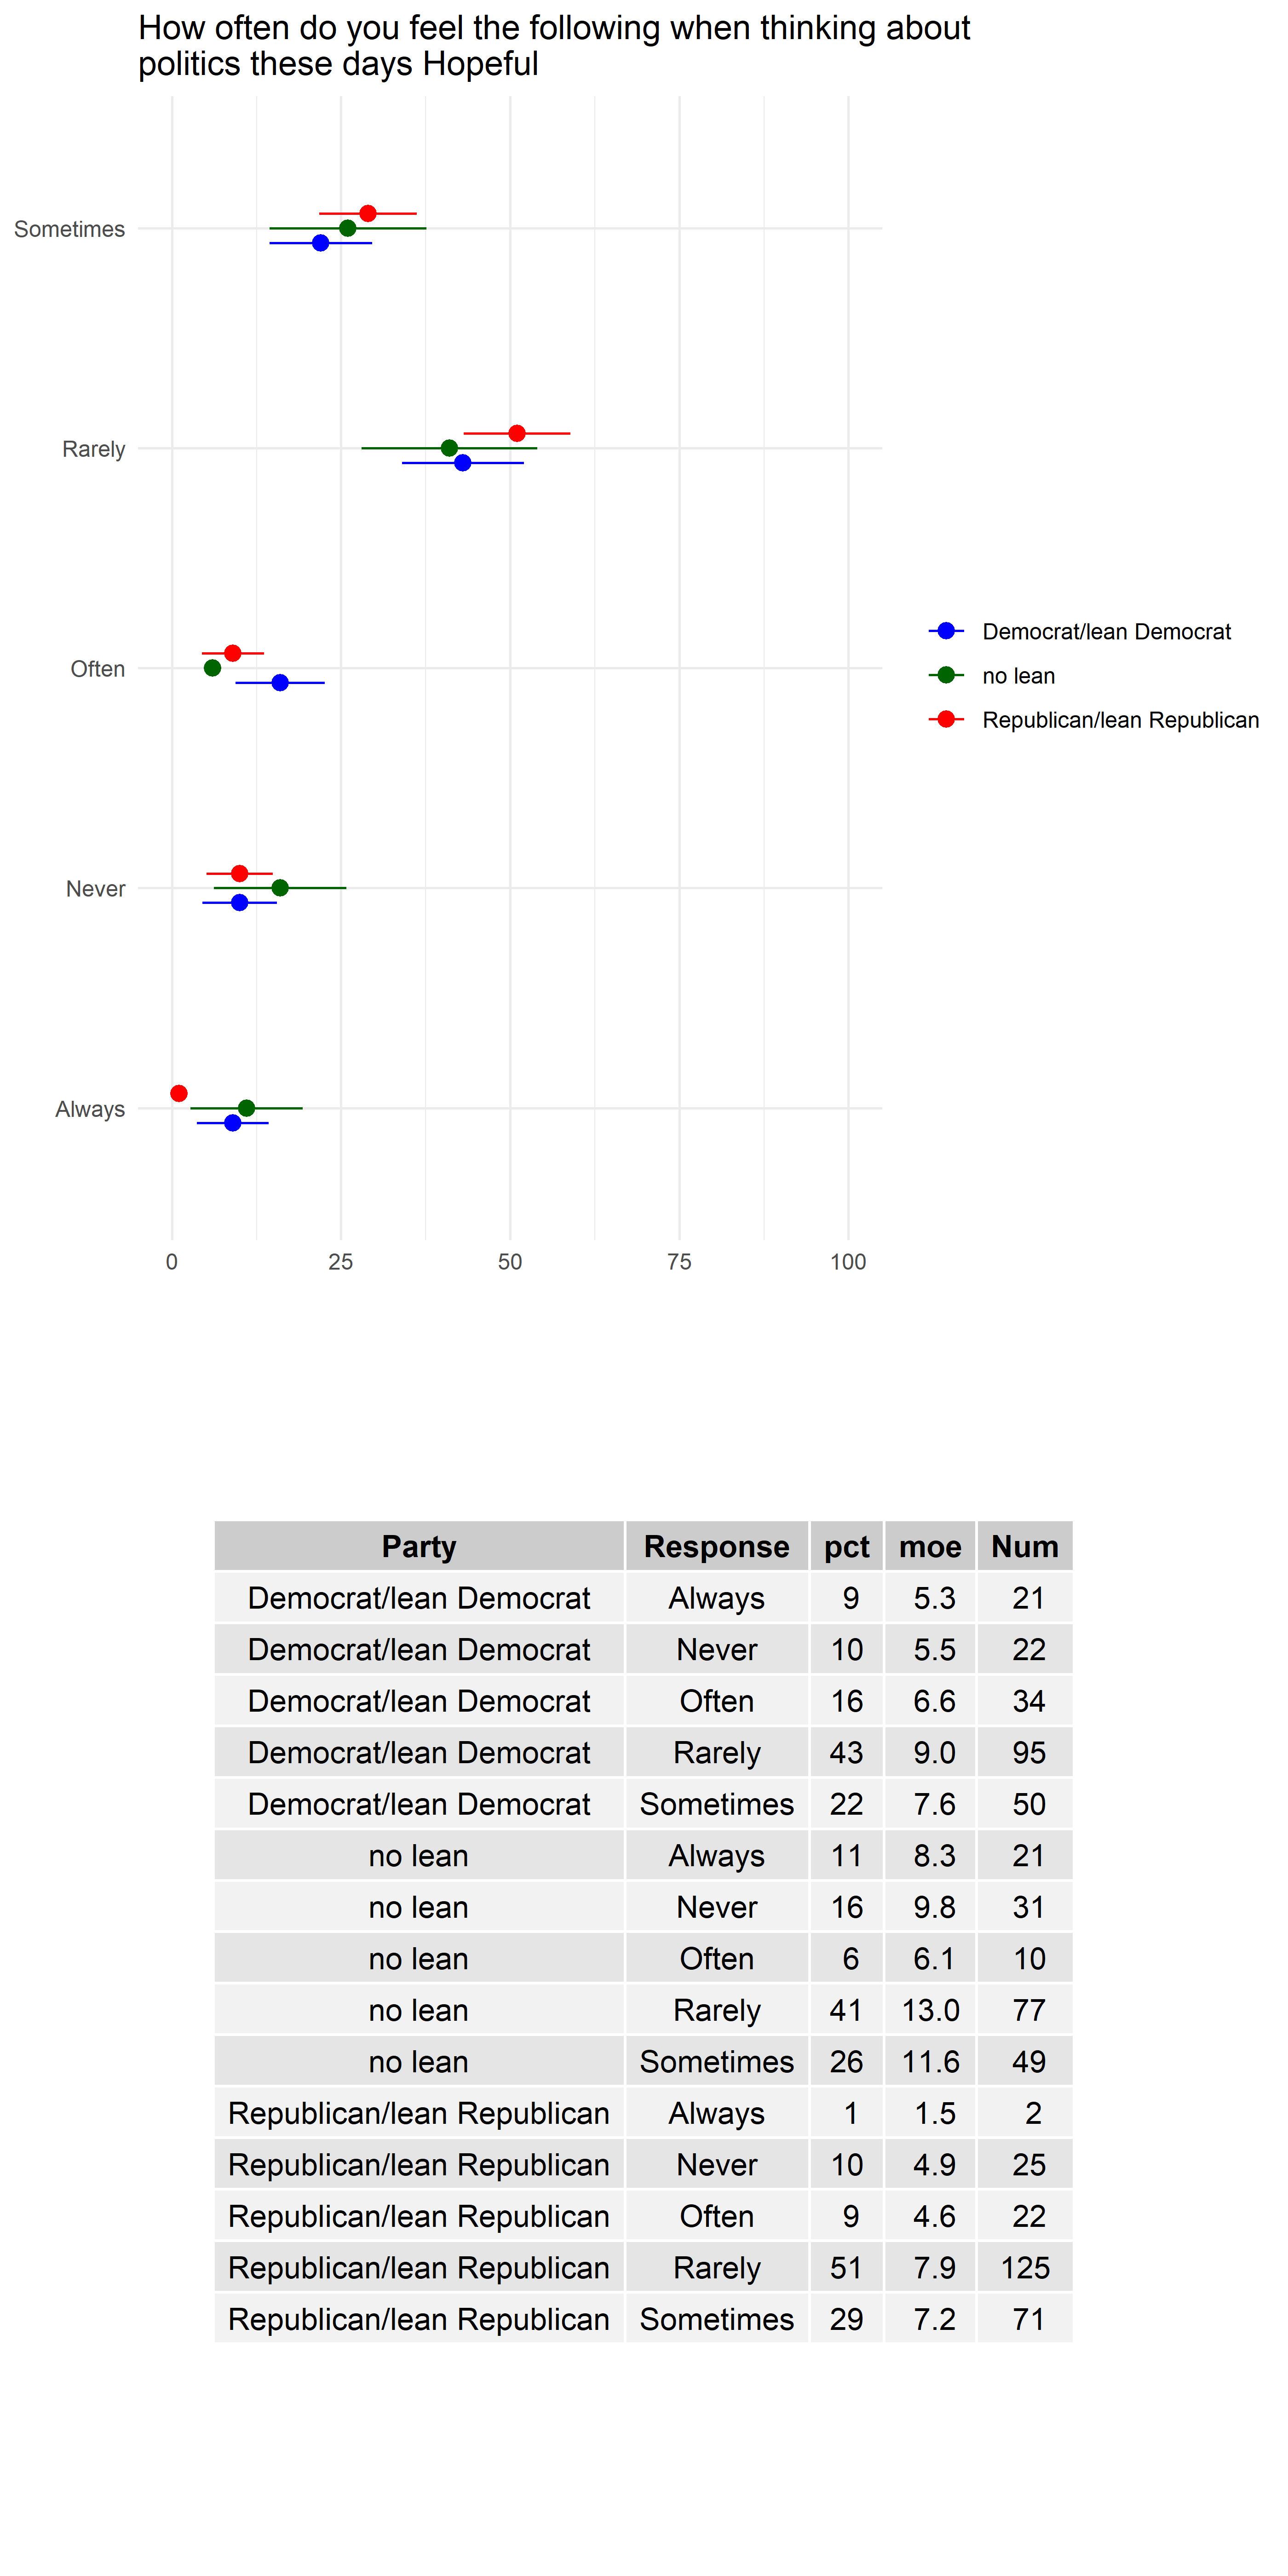 How often do you feel the following when thinking about
politics these days Hopeful
Sometimes
Rarely
Often
Never
Always
0 25 50 75 100
Democrat/lean Democrat
no lean
Republican/lean Republican
Party Response pct moe Num
Democrat/lean Democrat Always 9 5.3 21
Democrat/lean Democrat Never 10 5.5 22
Democrat/lean Democrat Often 16 6.6 34
Democrat/lean Democrat Rarely 43 9.0 95
Democrat/lean Democrat Sometimes 22 7.6 50
no lean Always 11 8.3 21
no lean Never 16 9.8 31
no lean Often 6 6.1 10
no lean Rarely 41 13.0 77
no lean Sometimes 26 11.6 49
Republican/lean Republican Always 1 1.5 2
Republican/lean Republican Never 10 4.9 25
Republican/lean Republican Often 9 4.6 22
Republican/lean Republican Rarely 51 7.9 125
Republican/lean Republican Sometimes 29 7.2 71